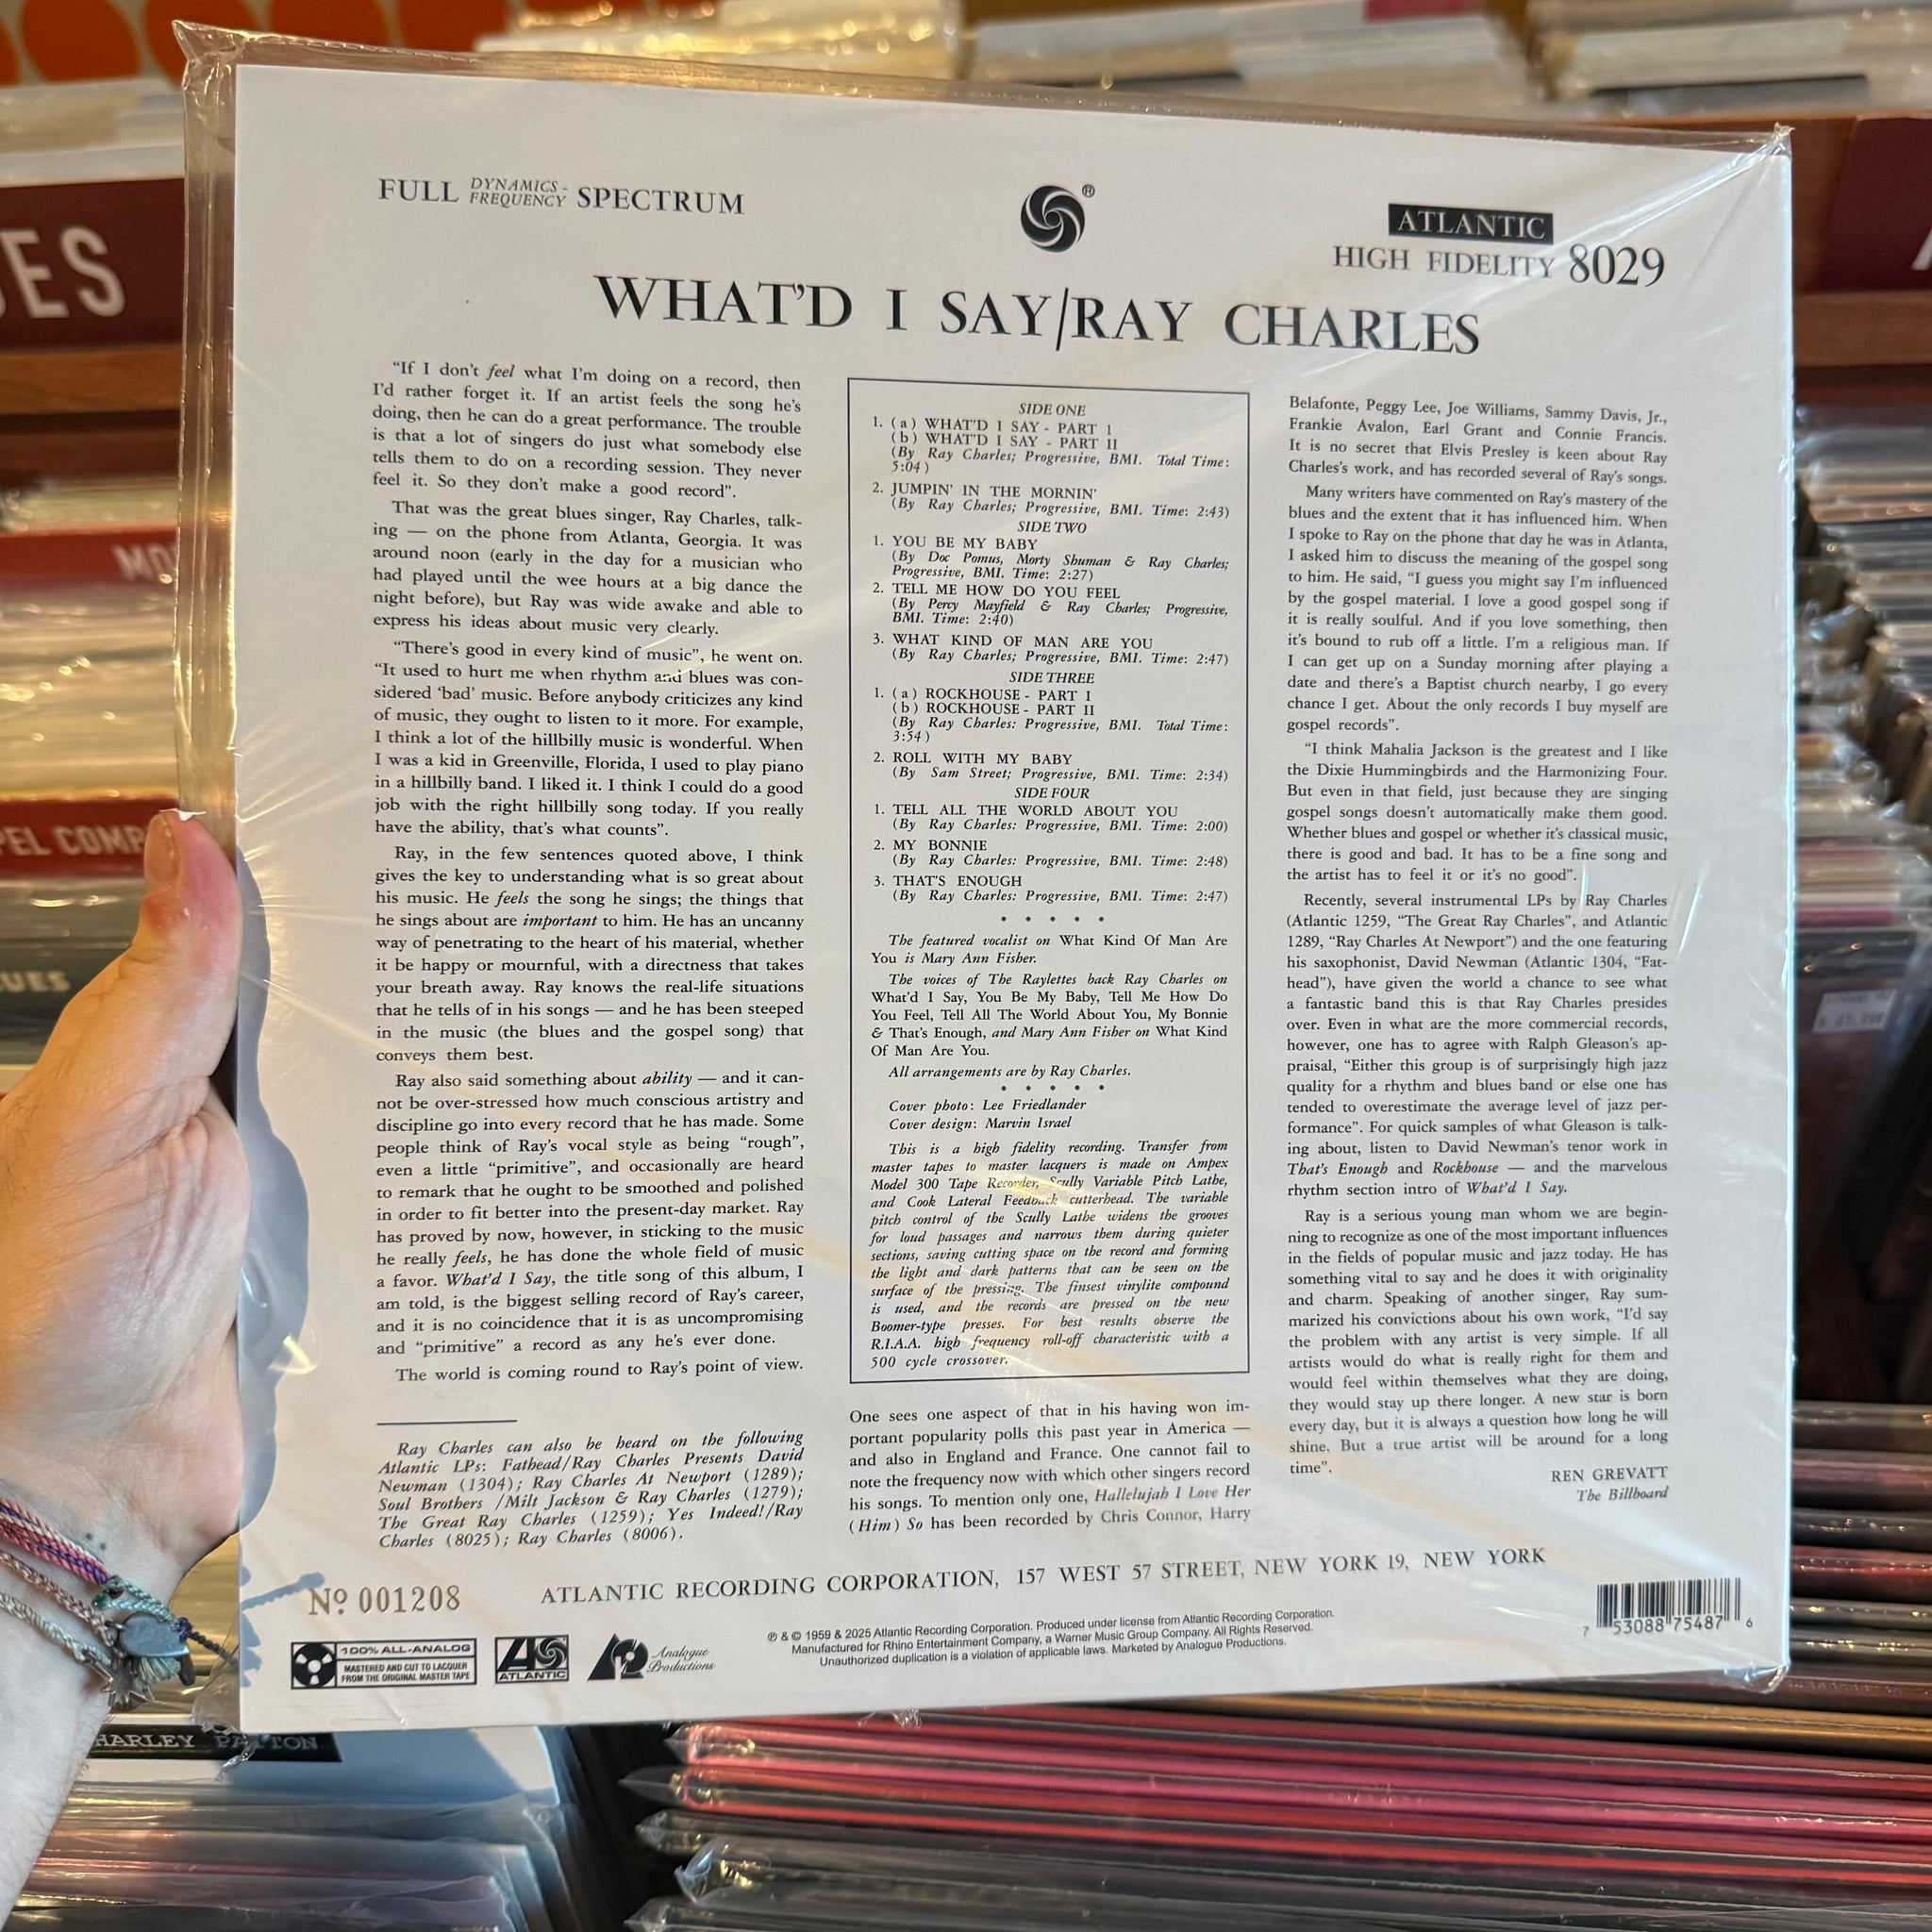 FULL DYNAMICS - FREQUENCY SPECTRUM
®
ATLANTIC
HIGH FIDELITY 8029
WHAT'D I SAY/RAY CHARLES
“If I don't feel what I'm doing on a record, then
I'd rather forget it. If an artist feels the song he's
doing, then he can do a great performance. The trouble
is that a lot of singers do just what somebody else
tells them to do on a recording session. They never
feel it. So they don't make a good record”.
That was the great blues singer, Ray Charles, talk-
ing — on the phone from Atlanta, Georgia. It was
around noon (early in the day for a musician who
had played until the wee hours at a big dance the
night before), but Ray was wide awake and able to
express his ideas about music very clearly.
“There's good in every kind of music”, he went on.
“It used to hurt me when rhythm and blues was con-
sidered ‘bad’ music. Before anybody criticizes any kind
of music, they ought to listen to it more. For example,
I think a lot of the hillbilly music is wonderful. When
I was a kid in Greenville, Florida, I used to play piano
in a hillbilly band. I liked it. I think I could do a good
job with the right hillbilly song today. If you really
have the ability, that's what counts”.
Ray, in the few sentences quoted above, I think
gives the key to understanding what is so great about
his music. He feels the song he sings; the things that
he sings about are important to him. He has an uncanny
way of penetrating to the heart of his material, whether
it be happy or mournful, with a directness that takes
your breath away. Ray knows the real-life situations
that he tells of in his songs — and he has been steeped
in the music (the blues and the gospel song) that
conveys them best.
Ray also said something about ability — and it can-
not be over-stressed how much conscious artistry and
discipline go into every record that he has made. Some
people think of Ray's vocal style as being “rough”,
even a little “primitive”, and occasionally are heard
to remark that he ought to be smoothed and polished
in order to fit better into the present-day market. Ray
has proved by now, however, in sticking to the music
he really feels, he has done the whole field of music
a favor. What'd I Say, the title song of this album, I
am told, is the biggest selling record of Ray's career,
and it is no coincidence that it is as uncompromising
and “primitive” a record as any he's ever done.
The world is coming round to Ray's point of view.
Ray Charles can also be heard on the following
Atlantic LPs: Fathead/Ray Charles Presents David
Newman (1304); Ray Charles At Newport (1289);
Soul Brothers /Milt Jackson & Ray Charles (1279);
The Great Ray Charles (1259); Yes Indeed!/Ray
Charles (8025); Ray Charles (8006).
SIDE ONE
1. (a) WHAT'D I SAY - PART I
(b) WHAT'D I SAY - PART II
(By Ray Charles; Progressive, BMI. Total Time:
5:04)
2. JUMPIN' IN THE MORNIN'
(By Ray Charles; Progressive, BMI. Time: 2:43)
SIDE TWO
1. YOU BE MY BABY
(By Doc Pomus, Morty Shuman & Ray Charles;
Progressive, BMI. Time: 2:27)
2. TELL ME HOW DO YOU FEEL
(By Percy Mayfield & Ray Charles; Progressive,
BMI. Time: 2:40)
3. WHAT KIND OF MAN ARE YOU
(By Ray Charles; Progressive, BMI. Time: 2:47)
SIDE THREE
1. (a) ROCKHOUSE - PART I
(b) ROCKHOUSE - PART II
(By Ray Charles: Progressive, BMI. Total Time:
3:54)
2. ROLL WITH MY BABY
(By Sam Street; Progressive, BMI. Time: 2:34)
SIDE FOUR
1. TELL ALL THE WORLD ABOUT YOU
(By Ray Charles: Progressive, BMI. Time: 2:00)
2. MY BONNIE
(By Ray Charles: Progressive, BMI. Time: 2:48)
3. THAT'S ENOUGH
(By Ray Charles: Progressive, BMI. Time: 2:47)
The featured vocalist on What Kind Of Man Are
You is Mary Ann Fisher.
The voices of The Raylettes back Ray Charles on
What'd I Say, You Be My Baby, Tell Me How Do
You Feel, Tell All The World About You, My Bonnie
& That's Enough, and Mary Ann Fisher on What Kind
Of Man Are You.
All arrangements are by Ray Charles.
Cover photo: Lee Friedlander
Cover design: Marvin Israel
This is a high fidelity recording. Transfer from
master tapes to master lacquers is made on Ampex
Model 300 Tape Recorder, Scully Variable Pitch Lathe,
and Cook Lateral Feedback cutterhead. The variable
pitch control of the Scully Lathe widens the grooves
for loud passages and narrows them during quieter
sections, saving cutting space on the record and forming
the light and dark patterns that can be seen on the
surface of the pressing. The finsest vinylite compound
is used, and the records are pressed on the new
Boomer-type presses. For best results observe the
R.I.A.A. high frequency roll-off characteristic with a
500 cycle crossover.
One sees one aspect of that in his having won im-
portant popularity polls this past year in America —
and also in England and France. One cannot fail to
note the frequency now with which other singers record
his songs. To mention only one, Hallelujah I Love Her
(Him) So has been recorded by Chris Connor, Harry
Belafonte, Peggy Lee, Joe Williams, Sammy Davis, Jr.,
Frankie Avalon, Earl Grant and Connie Francis.
It is no secret that Elvis Presley is keen about Ray
Charles's work, and has recorded several of Ray's songs.
Many writers have commented on Ray's mastery of the
blues and the extent that it has influenced him. When
I spoke to Ray on the phone that day he was in Atlanta,
I asked him to discuss the meaning of the gospel song
to him. He said, “I guess you might say I'm influenced
by the gospel material. I love a good gospel song if
it is really soulful. And if you love something, then
it's bound to rub off a little. I'm a religious man. If
I can get up on a Sunday morning after playing a
date and there's a Baptist church nearby, I go every
chance I get. About the only records I buy myself are
gospel records”.
“I think Mahalia Jackson is the greatest and I like
the Dixie Hummingbirds and the Harmonizing Four.
But even in that field, just because they are singing
gospel songs doesn't automatically make them good.
Whether blues and gospel or whether it's classical music,
there is good and bad. It has to be a fine song and
the artist has to feel it or it's no good”.
Recently, several instrumental LPs by Ray Charles
(Atlantic 1259, “The Great Ray Charles”, and Atlantic
1289, “Ray Charles At Newport”) and the one featuring
his saxophonist, David Newman (Atlantic 1304, “Fat-
head”), have given the world a chance to see what
a fantastic band this is that Ray Charles presides
over. Even in what are the more commercial records,
however, one has to agree with Ralph Gleason's ap-
praisal, “Either this group is of surprisingly high jazz
quality for a rhythm and blues band or else one has
tended to overestimate the average level of jazz per-
formance”. For quick samples of what Gleason is talk-
ing about, listen to David Newman's tenor work in
That's Enough and Rockhouse — and the marvelous
rhythm section intro of What'd I Say.
Ray is a serious young man whom we are begin-
ning to recognize as one of the most important influences
in the fields of popular music and jazz today. He has
something vital to say and he does it with originality
and charm. Speaking of another singer, Ray sum-
marized his convictions about his own work, “I'd say
the problem with any artist is very simple. If all
artists would do what is really right for them and
would feel within themselves what they are doing,
they would stay up there longer. A new star is born
every day, but it is always a question how long he will
shine. But a true artist will be around for a long
time”.
REN GREVATT
The Billboard
Nº 001208
ATLANTIC RECORDING CORPORATION, 157 WEST 57 STREET, NEW YORK 19, NEW YORK
100% ALL-ANALOG
MASTERED AND CUT TO LACQUER
FROM THE ORIGINAL MASTER TAPE
ATLANTIC
Analogue
Productions
℗ & © 1959 & 2025 Atlantic Recording Corporation. Produced under license from Atlantic Recording Corporation.
Manufactured for Rhino Entertainment Company, a Warner Music Group Company. All Rights Reserved.
Unauthorized duplication is a violation of applicable laws. Marketed by Analogue Productions.
7 53088 75487 6
UES
MO
PEL COMP
UES
HARLEY PATTON